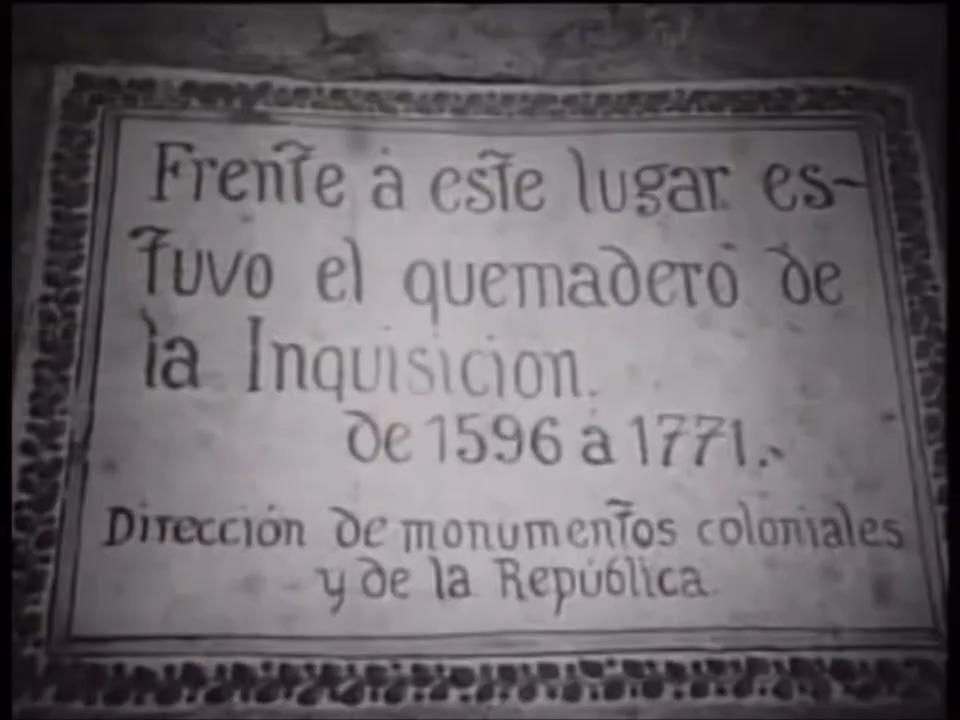 Frente á este lugar es-
tuvo el quemadero de
la Inquisicion.
de 1596 á 1771.
Dirección de monumentos coloniales
y de la República.